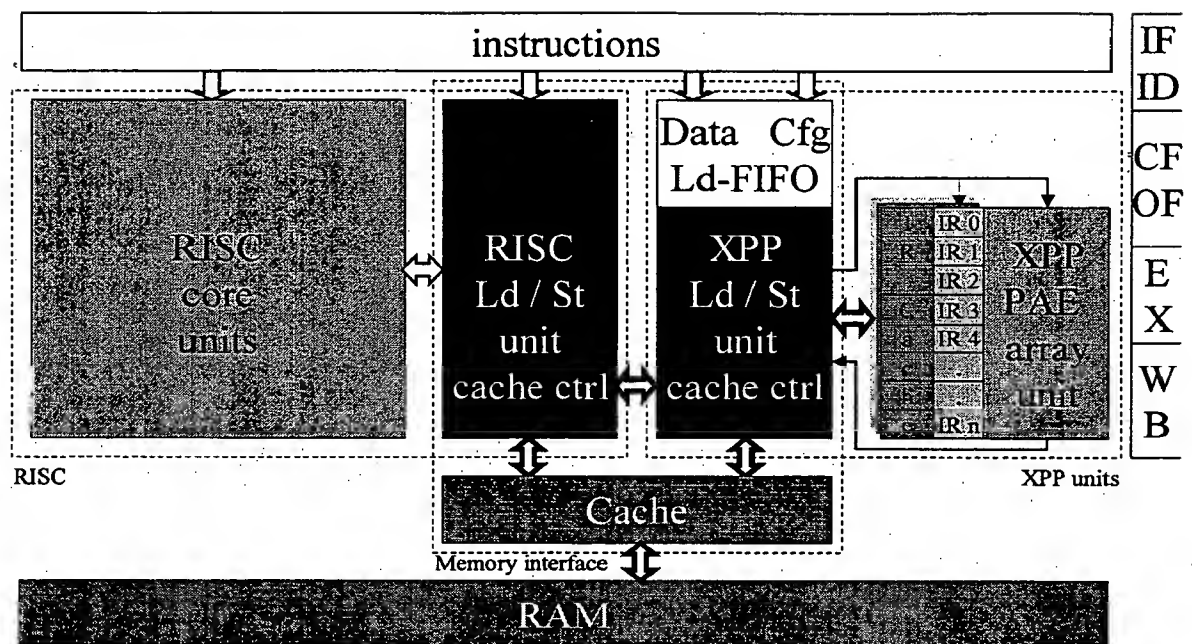 instructions
IF
ID
CF
OF
E
X
W
B
Data Cfg
Ld-FIFO
RISC
core
units
RISC
Ld / St
unit
cache ctrl
XPP
Ld / St
unit
cache ctrl
IR 0
IR 1
IR 2
IR 3
IR 4
.
.
.
IR n
XPP
PAE
array
unit
RISC
XPP units
Cache
Memory interface
RAM